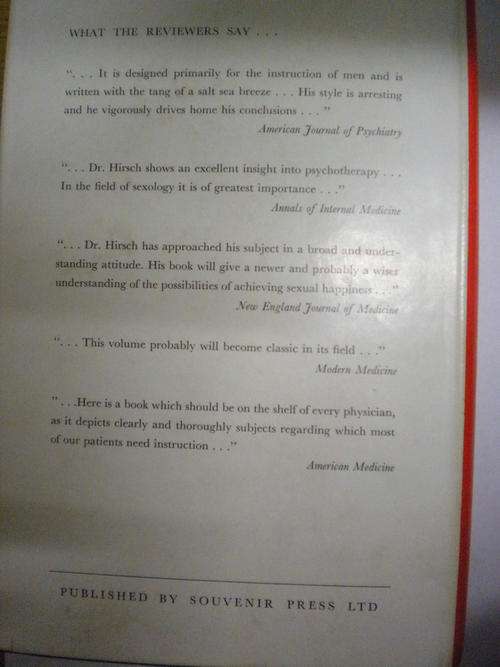 WHAT THE REVIEWERS SAY . . .
". . . It is designed primarily for the instruction of men and is
written with the tang of a salt sea breeze . . . His style is arresting
and he vigorously drives home his conclusions . . ."
American Journal of Psychiatry
". . . Dr. Hirsch shows an excellent insight into psychotherapy . . .
In the field of sexology it is of greatest importance . . ."
Annals of Internal Medicine
". . . Dr. Hirsch has approached his subject in a broad and under-
standing attitude. His book will give a newer and probably a wiser
understanding of the possibilities of achieving sexual happiness . . ."
New England Journal of Medicine
". . . This volume probably will become classic in its field . . ."
Modern Medicine
". . .Here is a book which should be on the shelf of every physician,
as it depicts clearly and thoroughly subjects regarding which most
of our patients need instruction . . ."
American Medicine
PUBLISHED BY SOUVENIR PRESS LTD